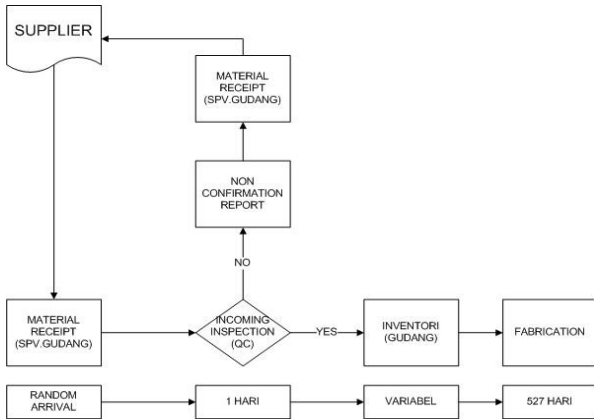 SUPPLIER
MATERIAL
RECEIPT
(SPV.GUDANG)
NON
CONFIRMATION
REPORT
NO
MATERIAL
RECEIPT
(SPV.GUDANG)
INCOMING
INSPECTION
(QC)
YES
INVENTORI
(GUDANG)
FABRICATION
RANDOM
ARRIVAL
1 HARI
VARIABEL
527 HARI